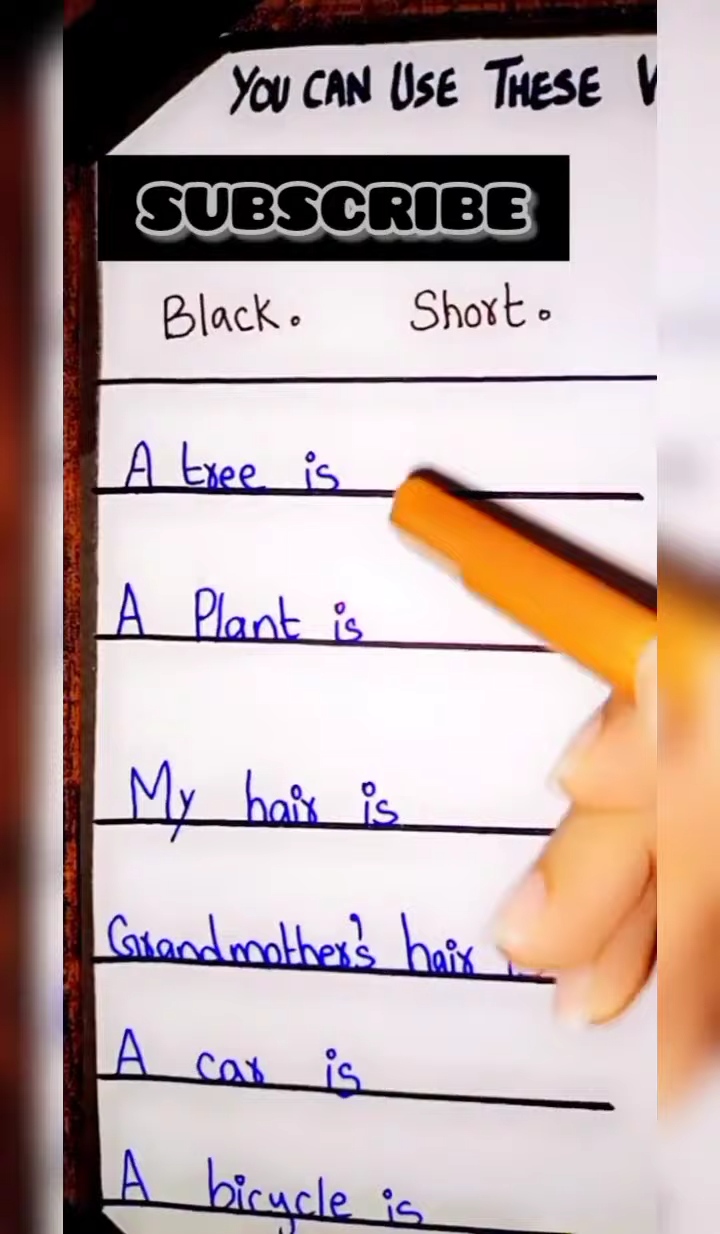 YOU CAN USE THESE
SUBSCRIBE
Black. Short.
A tree is
A Plant is
My hair is
Grandmother's hair
A car is
A bicycle is